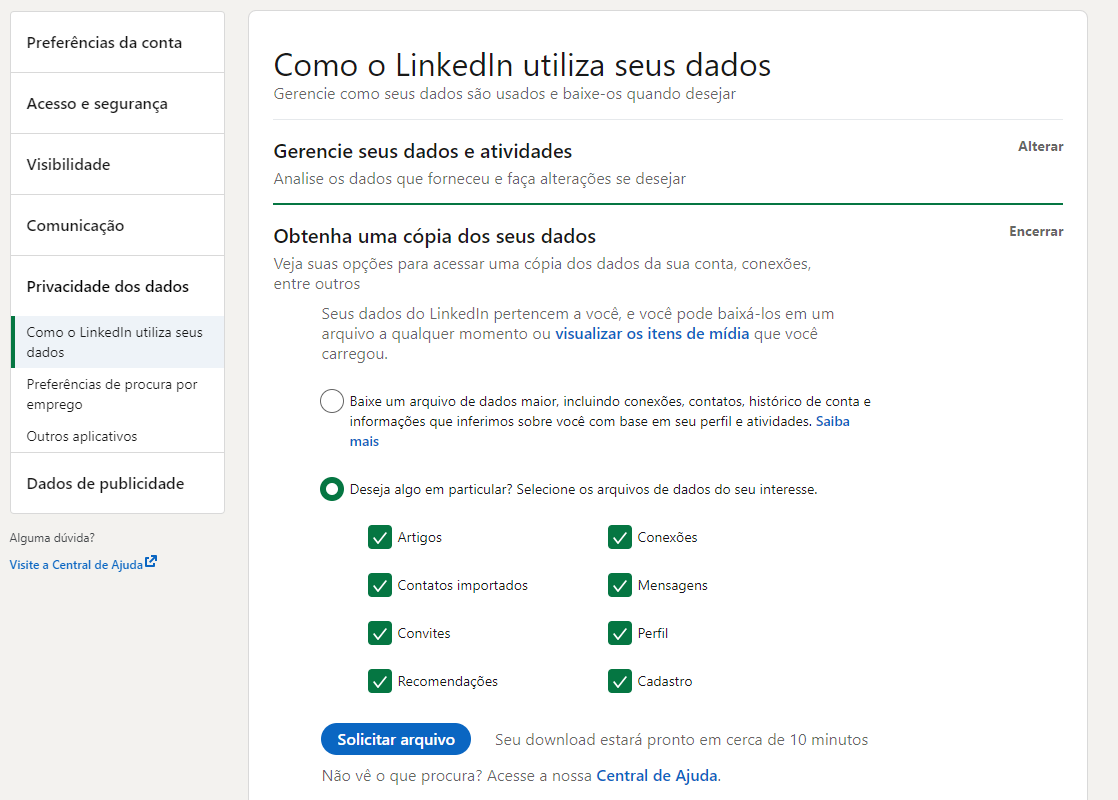 Preferências da conta
Acesso e segurança
Visibilidade
Comunicação
Privacidade dos dados
Como o LinkedIn utiliza seus
dados
Preferências de procura por
emprego
Outros aplicativos
Dados de publicidade
Alguma dúvida?
Visite a Central de Ajuda
Como o LinkedIn utiliza seus dados
Gerencie como seus dados são usados e baixe-os quando desejar
Gerencie seus dados e atividades
Alterar
Analise os dados que forneceu e faça alterações se desejar
Obtenha uma cópia dos seus dados
Encerrar
Veja suas opções para acessar uma cópia dos dados da sua conta, conexões,
entre outros
Seus dados do LinkedIn pertencem a você, e você pode baixá-los em um
arquivo a qualquer momento ou visualizar os itens de mídia que você
carregou.
Baixe um arquivo de dados maior, incluindo conexões, contatos, histórico de conta e
informações que inferimos sobre você com base em seu perfil e atividades. Saiba
mais
Deseja algo em particular? Selecione os arquivos de dados do seu interesse.
Artigos
Conexões
Contatos importados
Mensagens
Convites
Perfil
Recomendações
Cadastro
Solicitar arquivo
Seu download estará pronto em cerca de 10 minutos
Não vê o que procura? Acesse a nossa Central de Ajuda.